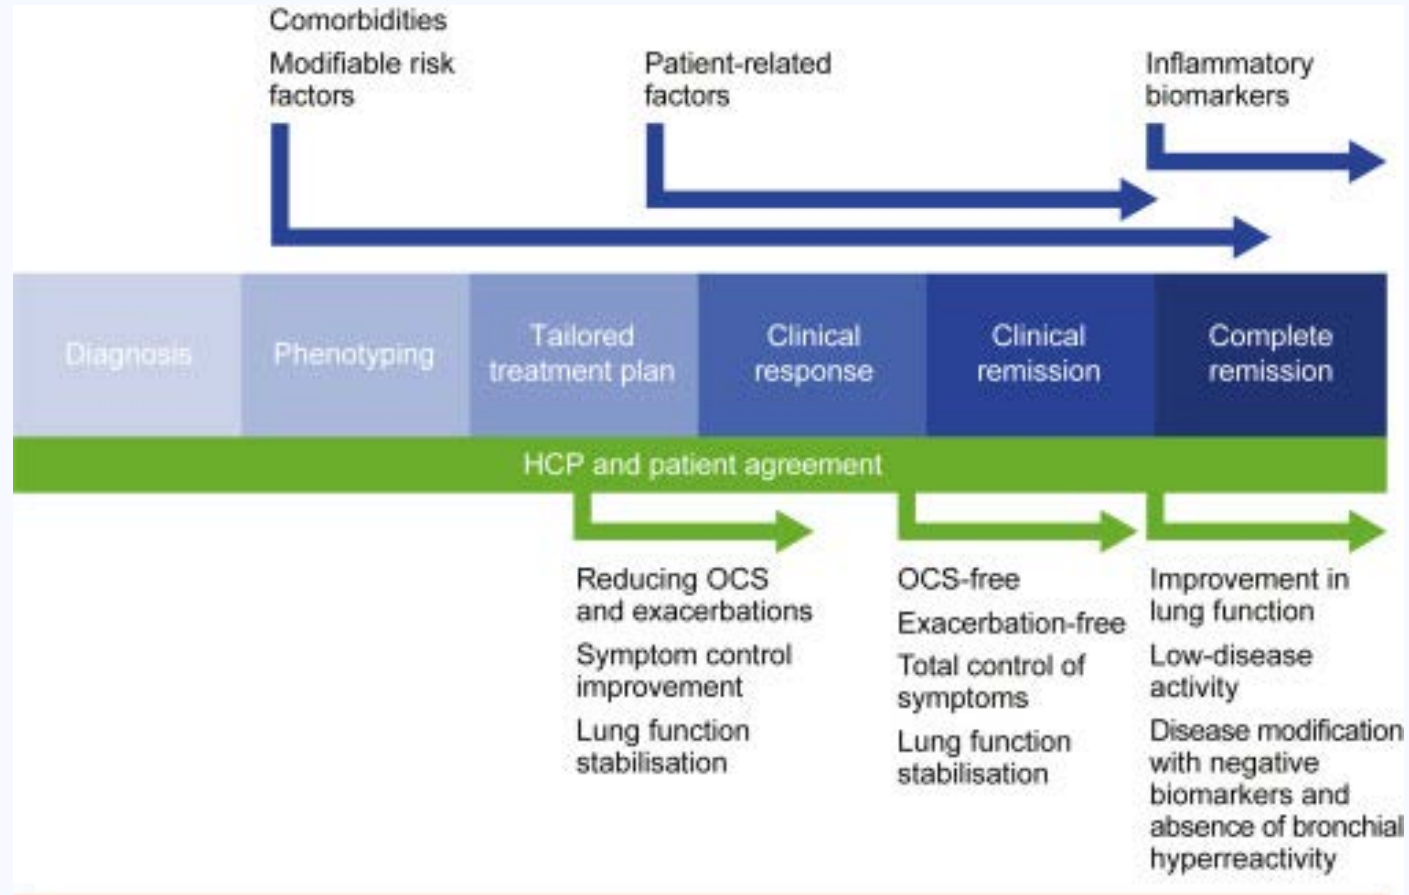 Comorbidities
Modifiable risk
factors
Patient-related
factors
Inflammatory
biomarkers
Diagnosis
Phenotyping
Tailored
treatment plan
Clinical
response
Clinical
remission
Complete
remission
HCP and patient agreement
Reducing OCS
and exacerbations
Symptom control
improvement
Lung function
stabilisation
OCS-free
Exacerbation-free
Total control of
symptoms
Lung function
stabilisation
Improvement in
lung function
Low-disease
activity
Disease modification
with negative
biomarkers and
absence of bronchial
hyperreactivity